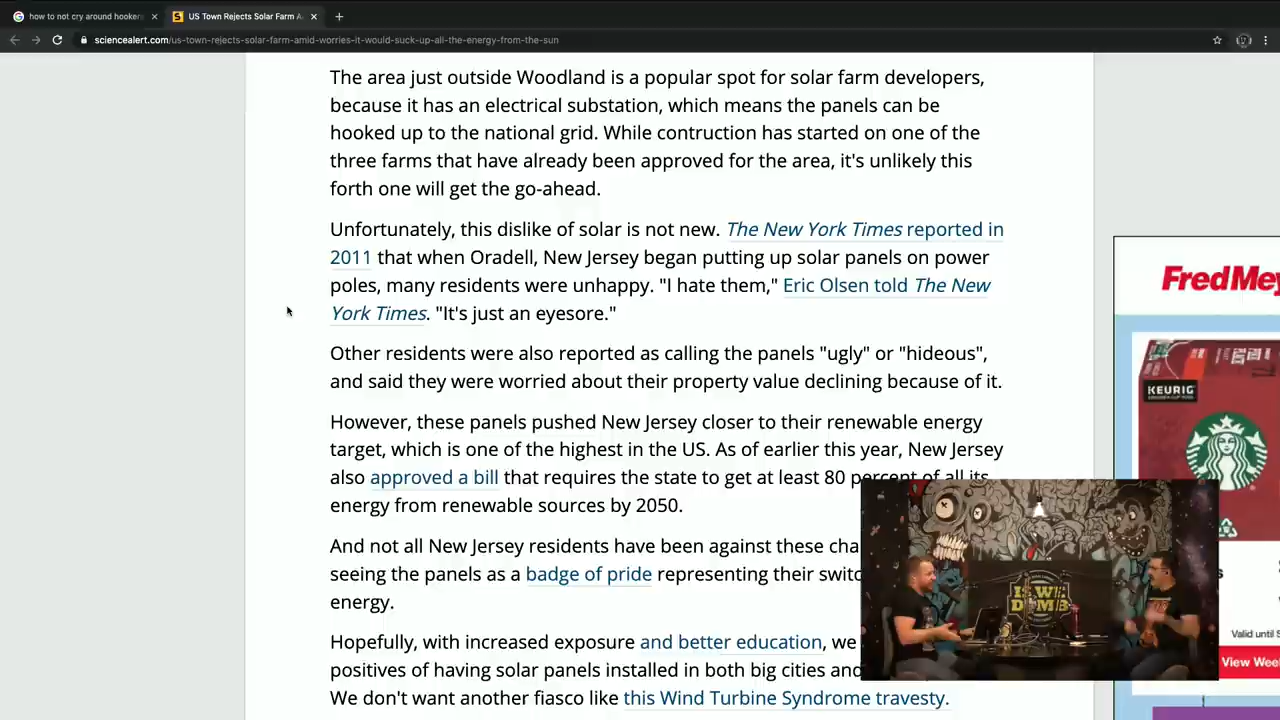 how to not cry around hookers
US Town Rejects Solar Farm A
sciencealert.com/us-town-rejects-solar-farm-amid-worries-it-would-suck-up-all-the-energy-from-the-sun
The area just outside Woodland is a popular spot for solar farm developers,
because it has an electrical substation, which means the panels can be
hooked up to the national grid. While contruction has started on one of the
three farms that have already been approved for the area, it's unlikely this
forth one will get the go-ahead.
Unfortunately, this dislike of solar is not new. The New York Times reported in
2011 that when Oradell, New Jersey began putting up solar panels on power
poles, many residents were unhappy. "I hate them," Eric Olsen told The New
York Times. "It's just an eyesore."
Other residents were also reported as calling the panels "ugly" or "hideous",
and said they were worried about their property value declining because of it.
However, these panels pushed New Jersey closer to their renewable energy
target, which is one of the highest in the US. As of earlier this year, New Jersey
also approved a bill that requires the state to get at least 80 percent of all its
energy from renewable sources by 2050.
And not all New Jersey residents have been against these cha
seeing the panels as a badge of pride representing their switc
energy.
Hopefully, with increased exposure and better education, we
positives of having solar panels installed in both big cities and
We don't want another fiasco like this Wind Turbine Syndrome travesty.
FredMey
KEURIG
Valid until S
View Wee